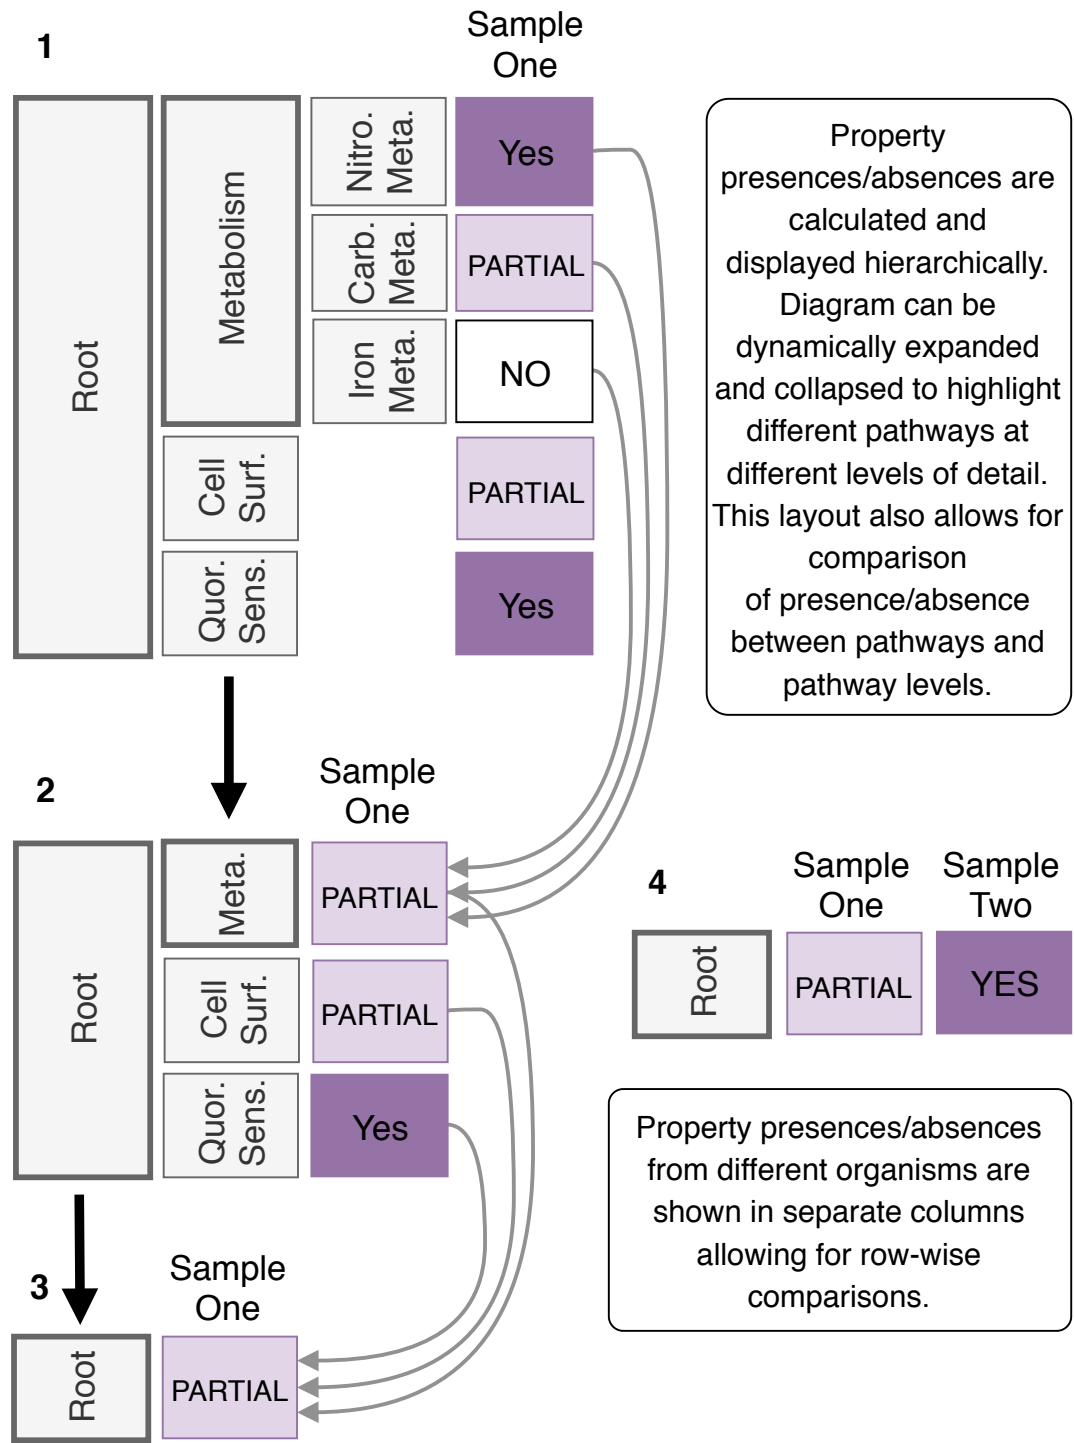 1
Sample
One
Root
Metabolism
Nitro.
Meta.
Yes
Carb.
Meta.
PARTIAL
Iron
Meta.
NO
Cell
Surf.
PARTIAL
Quor.
Sens.
Yes
Property
presences/absences are
calculated and
displayed hierarchically.
Diagram can be
dynamically expanded
and collapsed to highlight
different pathways at
different levels of detail.
This layout also allows for
comparison
of presence/absence
between pathways and
pathway levels.
2
Sample
One
Root
Meta.
PARTIAL
Cell
Surf.
PARTIAL
Quor.
Sens.
Yes
3
Sample
One
Root
PARTIAL
4
Sample
One
Sample
Two
Root
PARTIAL
YES
Property presences/absences
from different organisms are
shown in separate columns
allowing for row-wise
comparisons.